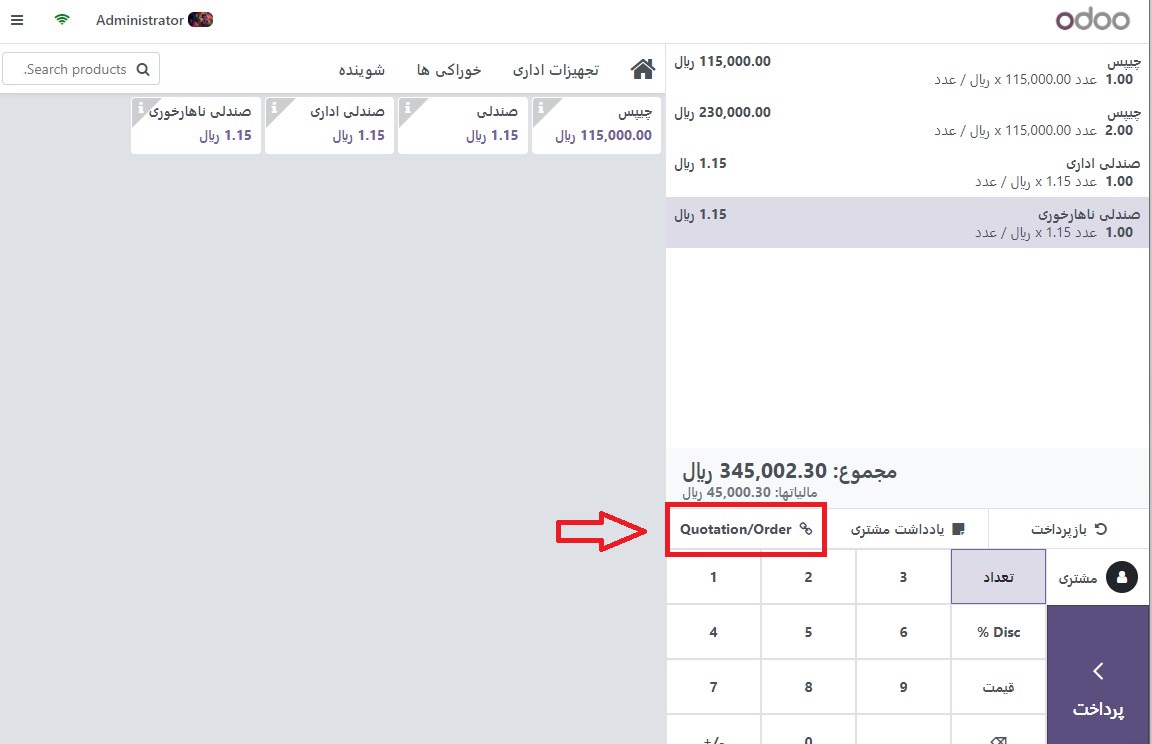 Administrator
odoo
Search products.
تجهیزات اداری
خوراکی ها
شوینده
چیپس
115,000.00 ریال
صندلی
1.15 ریال
صندلی اداری
1.15 ریال
صندلی ناهارخوری
1.15 ریال
چیپس 115,000.00 ریال
1.00 عدد x 115,000.00 ریال / عدد
چیپس 230,000.00 ریال
2.00 عدد x 115,000.00 ریال / عدد
صندلی اداری 1.15 ریال
1.00 عدد x 1.15 ریال / عدد
صندلی ناهارخوری 1.15 ریال
1.00 عدد x 1.15 ریال / عدد
مجموع: 345,002.30 ریال
مالیاتها: 45,000.30 ریال
بازپرداخت
یادداشت مشتری
Quotation/Order
مشتری
پرداخت
1 2 3 تعداد
4 5 6 % Disc
7 8 9 قیمت
+/- 0